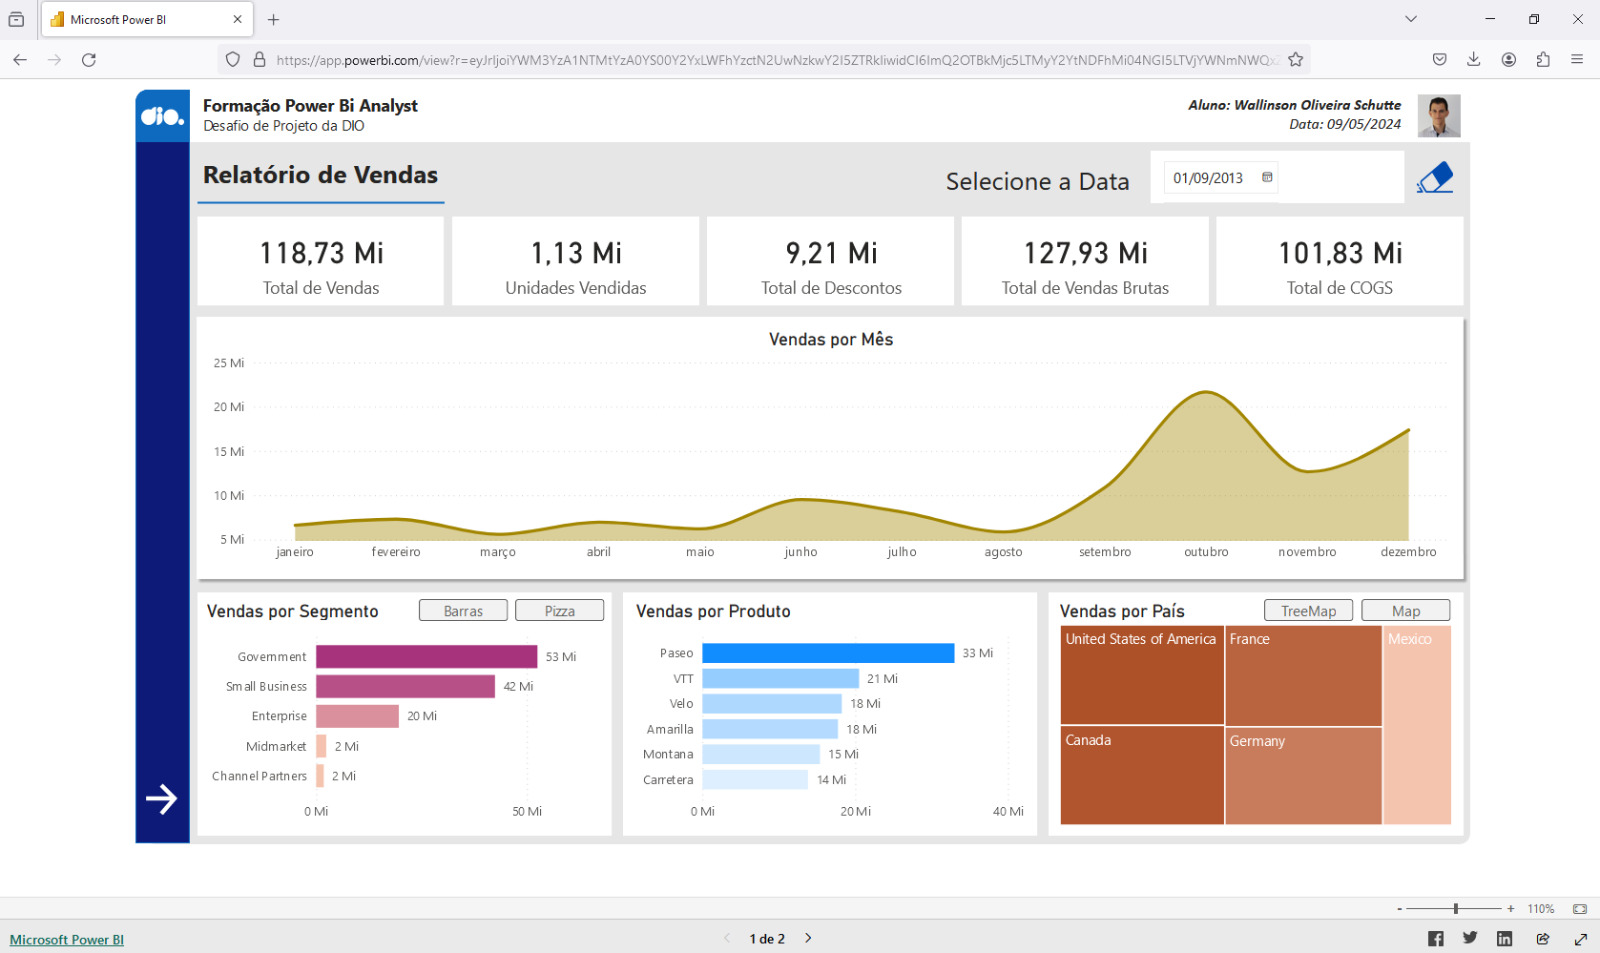 Microsoft Power BI
https://app.powerbi.com/view?r=
dio.
Formação Power Bi Analyst
Desafio de Projeto da DIO
Aluno: Wallinson Oliveira Schutte
Data: 09/05/2024
Relatório de Vendas
Selecione a Data
01/09/2013
118,73 Mi
Total de Vendas
1,13 Mi
Unidades Vendidas
9,21 Mi
Total de Descontos
127,93 Mi
Total de Vendas Brutas
101,83 Mi
Total de COGS
Vendas por Mês
25 Mi
20 Mi
15 Mi
10 Mi
5 Mi
janeiro fevereiro março abril maio junho julho agosto setembro outubro novembro dezembro
Vendas por Segmento
Barras
Pizza
Government 53 Mi
Small Business 42 Mi
Enterprise 20 Mi
Midmarket 2 Mi
Channel Partners 2 Mi
0 Mi 50 Mi
Vendas por Produto
Paseo 33 Mi
VTT 21 Mi
Velo 18 Mi
Amarilla 18 Mi
Montana 15 Mi
Carretera 14 Mi
0 Mi 20 Mi 40 Mi
Vendas por País
TreeMap
Map
United States of America
France
Mexico
Canada
Germany
- + 110%
Microsoft Power BI
1 de 2